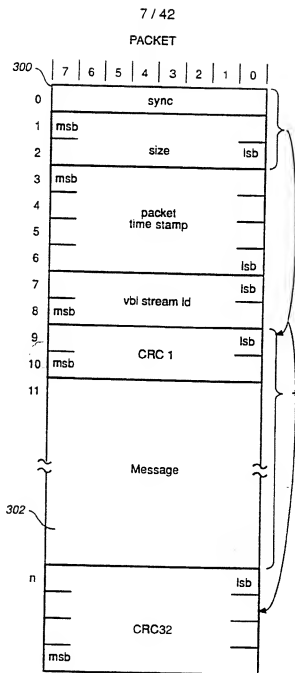 7 / 42
PACKET
300
7 6 5 4 3 2 1 0
0 sync
1 msb
2 size lsb
3 msb
4 packet
5 time stamp
6 lsb
7 lsb
vbi stream Id
8 msb
9 lsb
CRC 1
10 msb
11
Message
302
n lsb
CRC32
msb